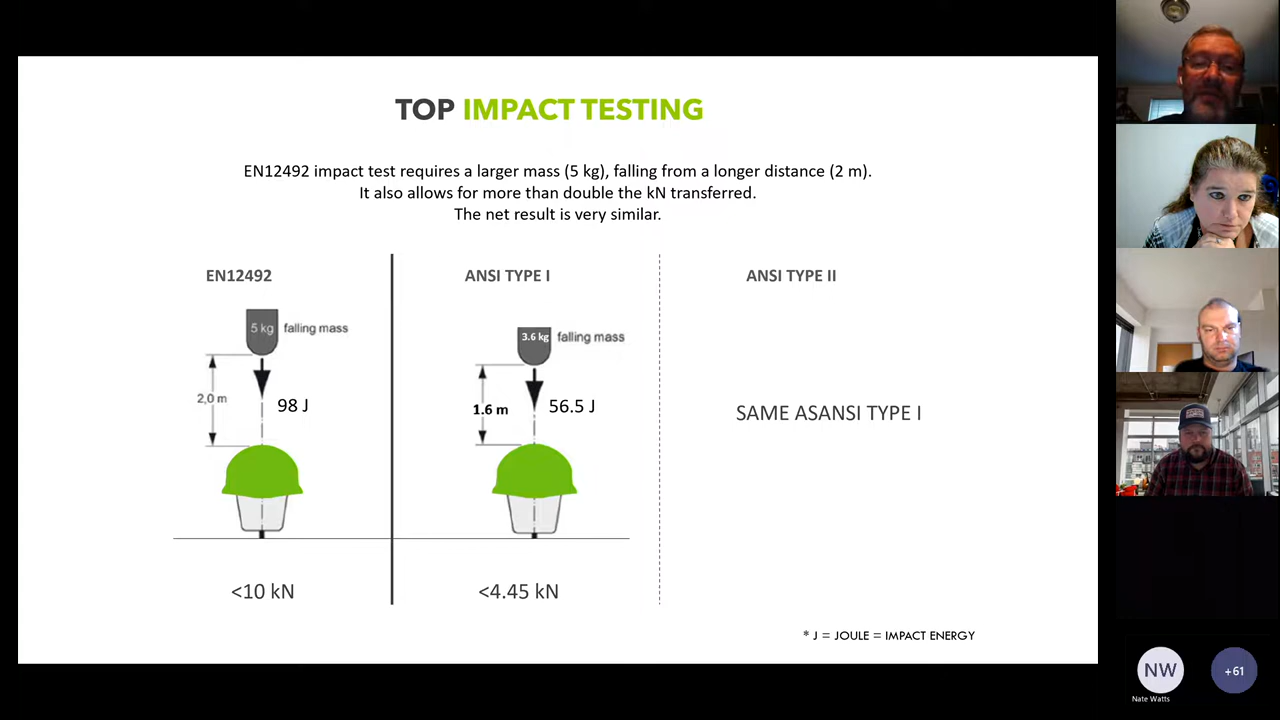 TOP IMPACT TESTING
EN12492 impact test requires a larger mass (5 kg), falling from a longer distance (2 m).
It also allows for more than double the kN transferred.
The net result is very similar.
EN12492
ANSI TYPE I
ANSI TYPE II
5 kg falling mass
3.6 kg falling mass
2,0 m
98 J
1.6 m
56.5 J
SAME ASANSI TYPE I
<10 kN
<4.45 kN
* J = JOULE = IMPACT ENERGY
NW
Nate Watts
+61